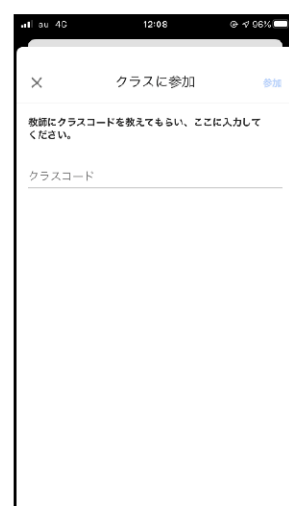 au 4G 12:08 96%
クラスに参加 参加
教師にクラスコードを教えてもらい、ここに入力して
ください。
クラスコード